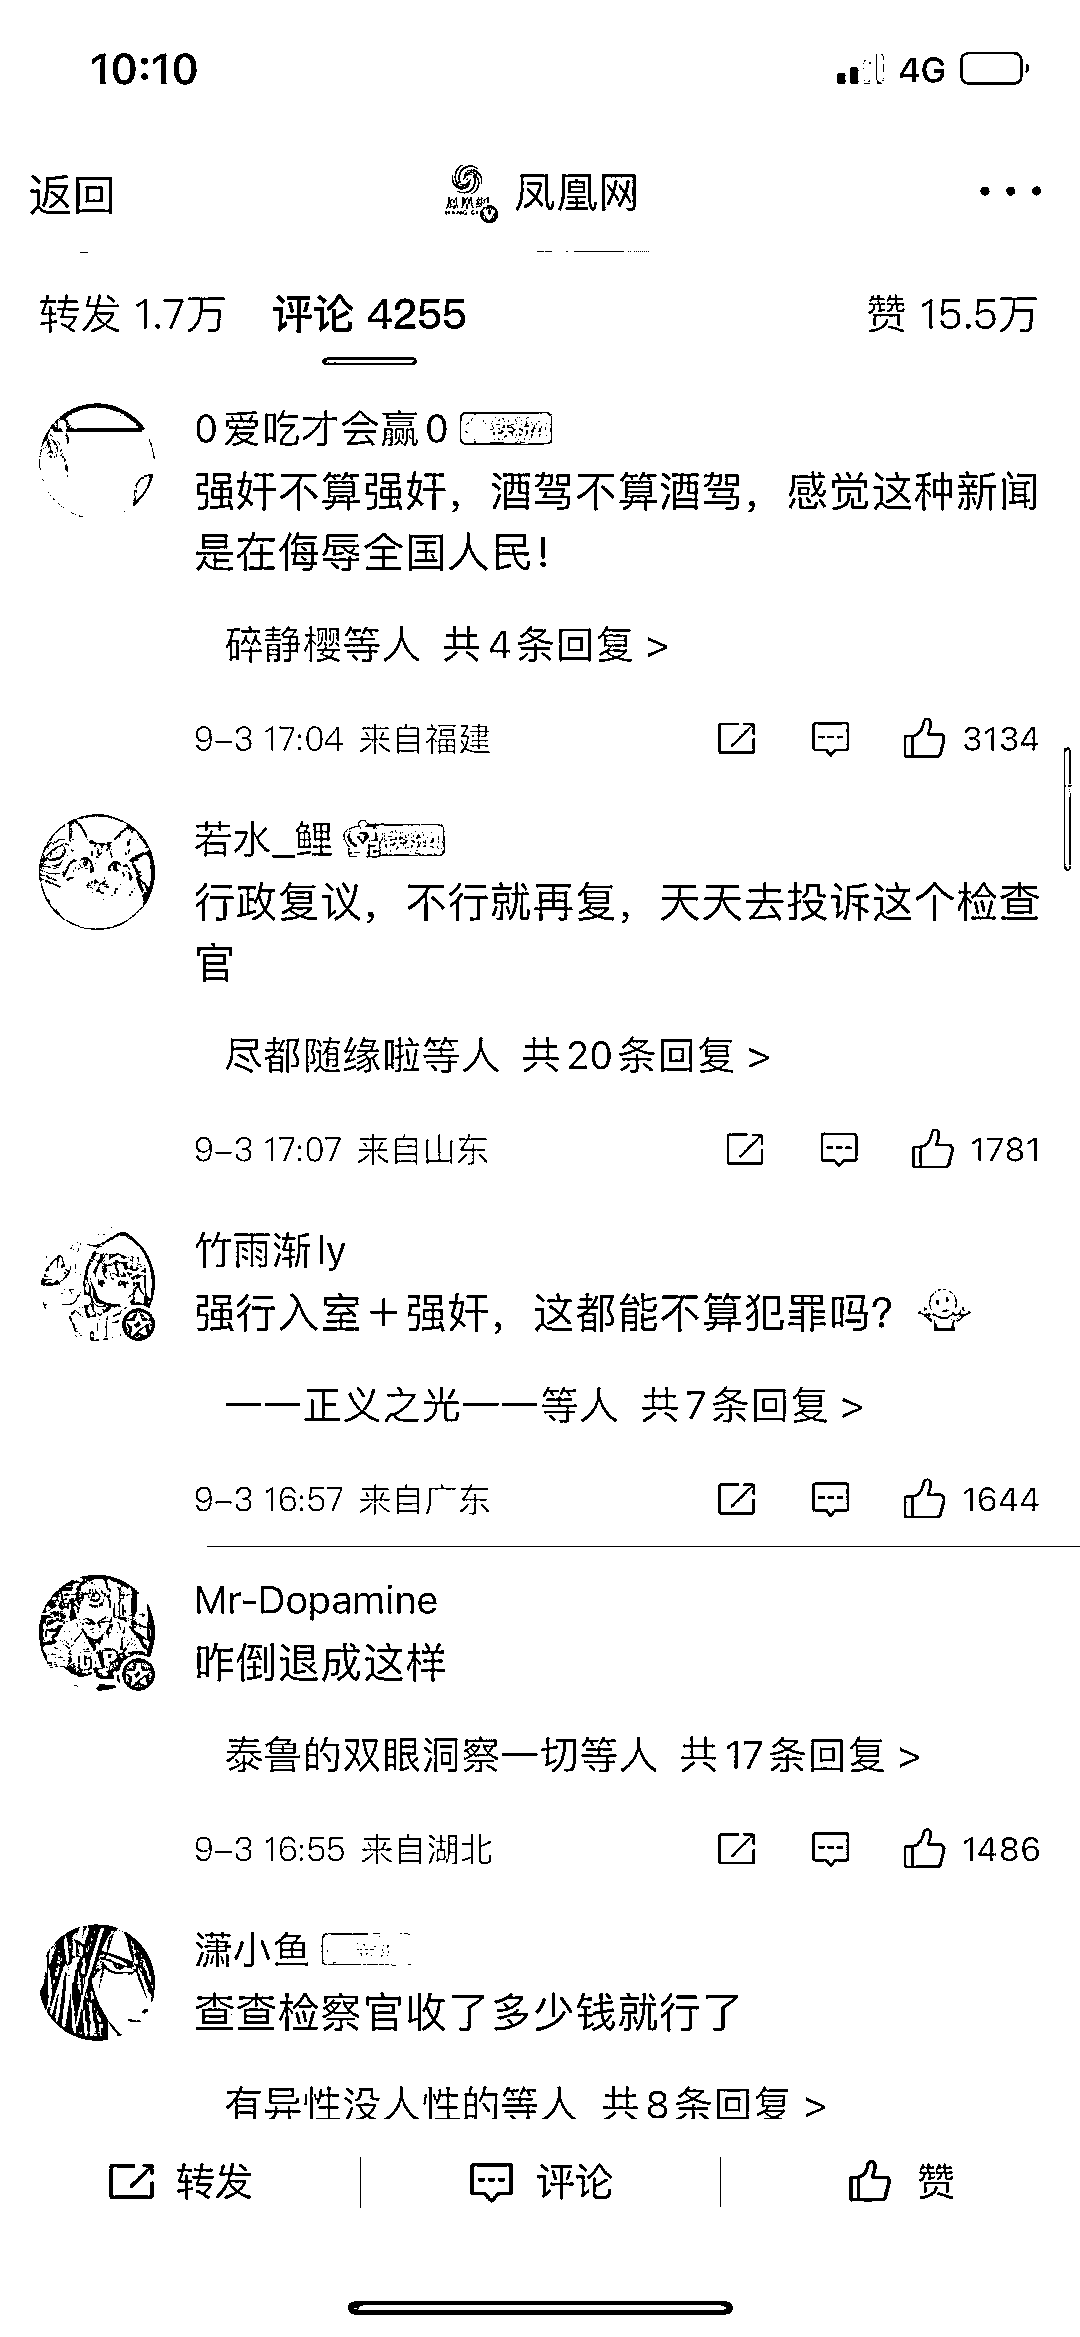 10:10 4G
返回 凤凰网
转发 1.7万 评论 4255 赞 15.5万
0爱吃才会赢0
强奸不算强奸，酒驾不算酒驾，感觉这种新闻
是在侮辱全国人民！
碎静樱等人 共4条回复 >
9-3 17:04 来自福建 3134
若水_鲤
行政复议，不行就再复，天天去投诉这个检查
官
尽都随缘啦等人 共20条回复 >
9-3 17:07 来自山东 1781
竹雨渐ly
强行入室+强奸，这都能不算犯罪吗？
一一正义之光一一等人 共7条回复 >
9-3 16:57 来自广东 1644
Mr-Dopamine
咋倒退成这样
泰鲁的双眼洞察一切等人 共17条回复 >
9-3 16:55 来自湖北 1486
潇小鱼
查查检察官收了多少钱就行了
有异性没人性的等人 共8条回复 >
转发 评论 赞